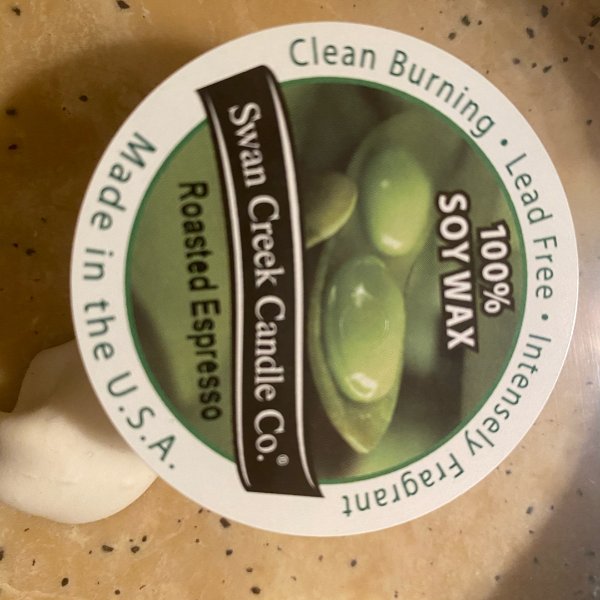 Clean Burning • Lead Free • Intensely Fragrant
100%
SOY WAX
Swan Creek Candle Co.®
Roasted Espresso
Made in the U.S.A.